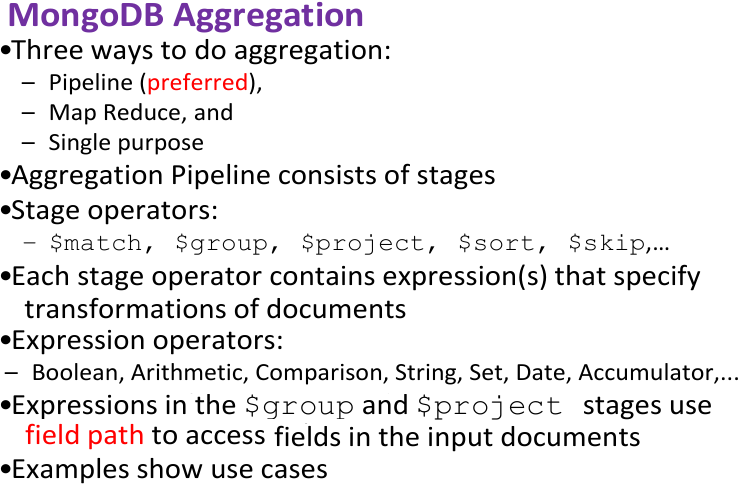 MongoDB Aggregation
•Three ways to do aggregation:
– Pipeline (preferred),
– Map Reduce, and
– Single purpose
•Aggregation Pipeline consists of stages
•Stage operators:
– $match, $group, $project, $sort, $skip,…
•Each stage operator contains expression(s) that specify
transformations of documents
•Expression operators:
– Boolean, Arithmetic, Comparison, String, Set, Date, Accumulator,...
•Expressions in the $group and $project stages use
field path to access fields in the input documents
•Examples show use cases